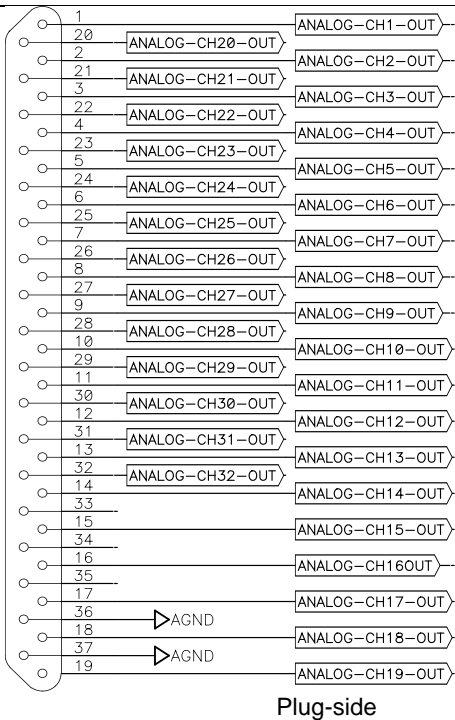 1 ANALOG-CH1-OUT
20 ANALOG-CH20-OUT
2 ANALOG-CH2-OUT
21 ANALOG-CH21-OUT
3 ANALOG-CH3-OUT
22 ANALOG-CH22-OUT
4 ANALOG-CH4-OUT
23 ANALOG-CH23-OUT
5 ANALOG-CH5-OUT
24 ANALOG-CH24-OUT
6 ANALOG-CH6-OUT
25 ANALOG-CH25-OUT
7 ANALOG-CH7-OUT
26 ANALOG-CH26-OUT
8 ANALOG-CH8-OUT
27 ANALOG-CH27-OUT
9 ANALOG-CH9-OUT
28 ANALOG-CH28-OUT
10 ANALOG-CH10-OUT
29 ANALOG-CH29-OUT
11 ANALOG-CH11-OUT
30 ANALOG-CH30-OUT
12 ANALOG-CH12-OUT
31 ANALOG-CH31-OUT
13 ANALOG-CH13-OUT
32 ANALOG-CH32-OUT
14 ANALOG-CH14-OUT
33
15 ANALOG-CH15-OUT
34
16 ANALOG-CH16OUT
35
17 ANALOG-CH17-OUT
36 AGND
18 ANALOG-CH18-OUT
37 AGND
19 ANALOG-CH19-OUT
Plug-side